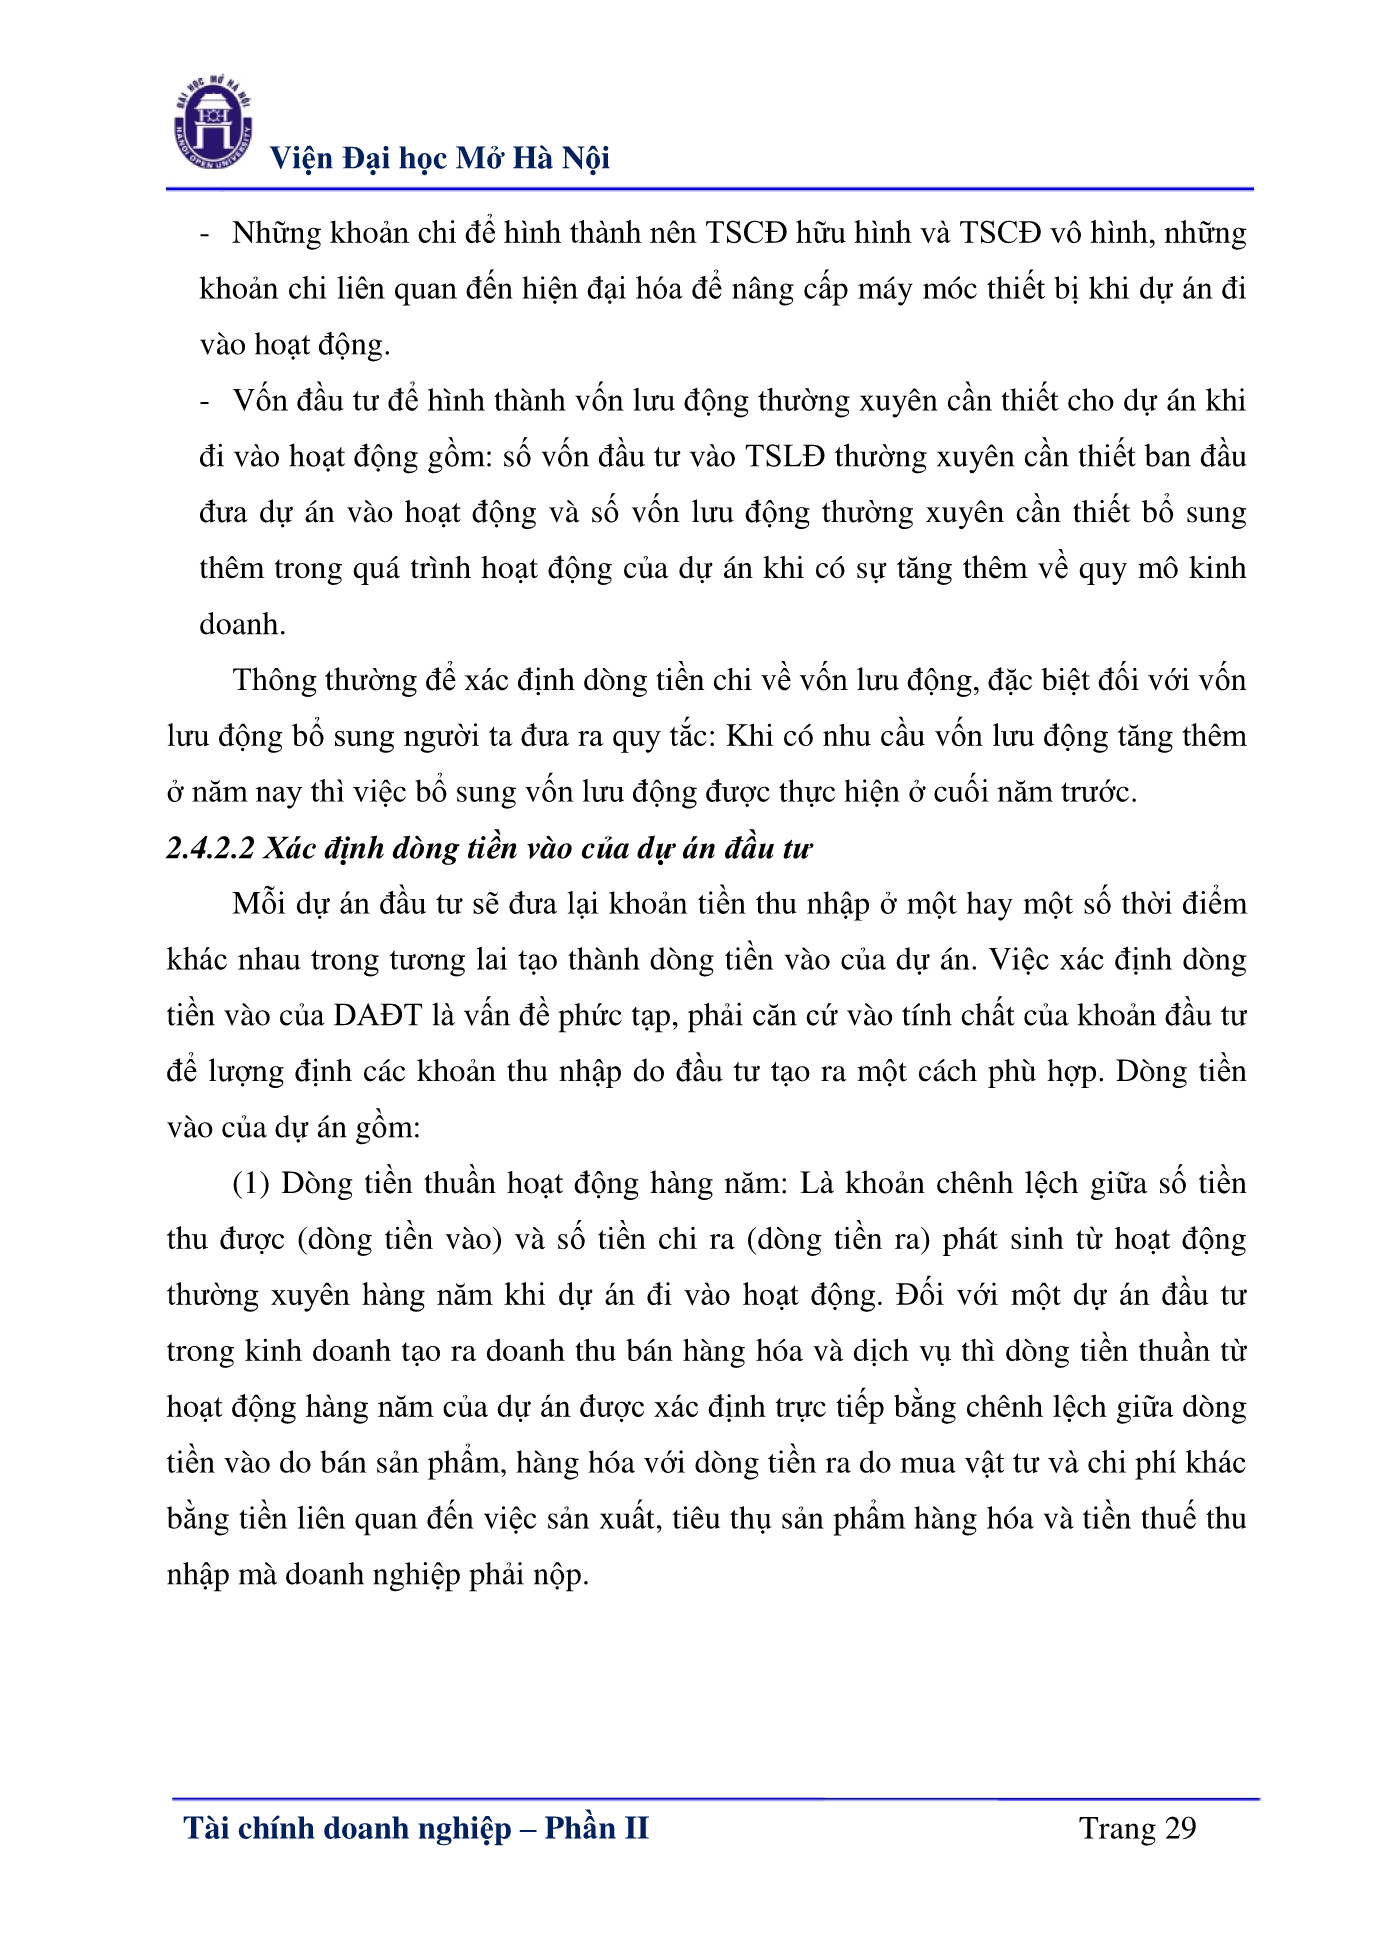 ĐẠI HỌC MỞ HÀ NỘI
HANOI OPEN UNIVERSITY
Viện Đại học Mở Hà Nội
- Những khoản chi để hình thành nên TSCĐ hữu hình và TSCĐ vô hình, những
khoản chi liên quan đến hiện đại hóa để nâng cấp máy móc thiết bị khi dự án đi
vào hoạt động.
- Vốn đầu tư để hình thành vốn lưu động thường xuyên cần thiết cho dự án khi
đi vào hoạt động gồm: số vốn đầu tư vào TSLĐ thường xuyên cần thiết ban đầu
đưa dự án vào hoạt động và số vốn lưu động thường xuyên cần thiết bổ sung
thêm trong quá trình hoạt động của dự án khi có sự tăng thêm về quy mô kinh
doanh.
Thông thường để xác định dòng tiền chi về vốn lưu động, đặc biệt đối với vốn
lưu động bổ sung người ta đưa ra quy tắc: Khi có nhu cầu vốn lưu động tăng thêm
ở năm nay thì việc bổ sung vốn lưu động được thực hiện ở cuối năm trước.
2.4.2.2 Xác định dòng tiền vào của dự án đầu tư
Mỗi dự án đầu tư sẽ đưa lại khoản tiền thu nhập ở một hay một số thời điểm
khác nhau trong tương lai tạo thành dòng tiền vào của dự án. Việc xác định dòng
tiền vào của DAĐT là vấn đề phức tạp, phải căn cứ vào tính chất của khoản đầu tư
để lượng định các khoản thu nhập do đầu tư tạo ra một cách phù hợp. Dòng tiền
vào của dự án gồm:
(1) Dòng tiền thuần hoạt động hàng năm: Là khoản chênh lệch giữa số tiền
thu được (dòng tiền vào) và số tiền chi ra (dòng tiền ra) phát sinh từ hoạt động
thường xuyên hàng năm khi dự án đi vào hoạt động. Đối với một dự án đầu tư
trong kinh doanh tạo ra doanh thu bán hàng hóa và dịch vụ thì dòng tiền thuần từ
hoạt động hàng năm của dự án được xác định trực tiếp bằng chênh lệch giữa dòng
tiền vào do bán sản phẩm, hàng hóa với dòng tiền ra do mua vật tư và chi phí khác
bằng tiền liên quan đến việc sản xuất, tiêu thụ sản phẩm hàng hóa và tiền thuế thu
nhập mà doanh nghiệp phải nộp.
Tài chính doanh nghiệp – Phần II
Trang 29